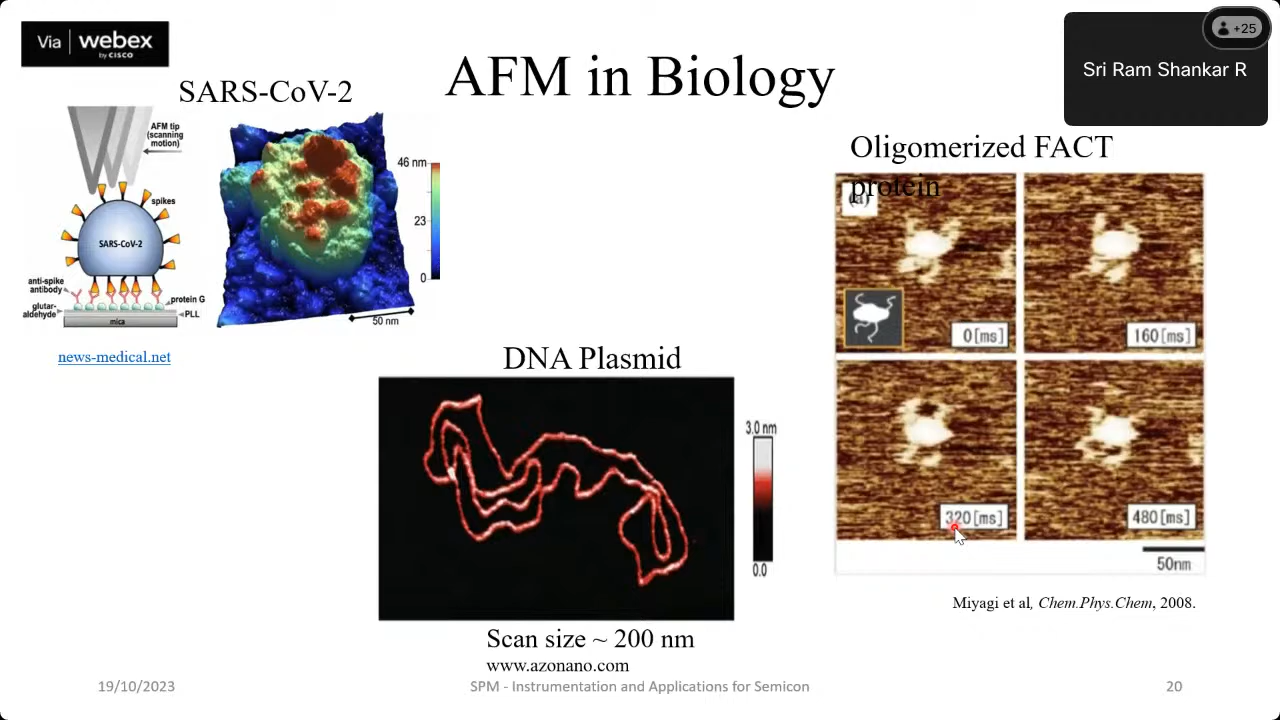 Via webex
by CISCO
+25
Sri Ram Shankar R
AFM in Biology
SARS-CoV-2
AFM tip
(scanning
motion)
spikes
SARS-CoV-2
anti-spike
antibody
glutar-
aldehyde
protein G
PLL
mica
46 nm
23
0
50 nm
news-medical.net
Oligomerized FACT
protein
(a)
0[ms]
160[ms]
320[ms]
480[ms]
50nm
Miyagi et al, Chem.Phys.Chem, 2008.
DNA Plasmid
3.0 nm
0.0
Scan size ~ 200 nm
www.azonano.com
19/10/2023
SPM - Instrumentation and Applications for Semicon
20